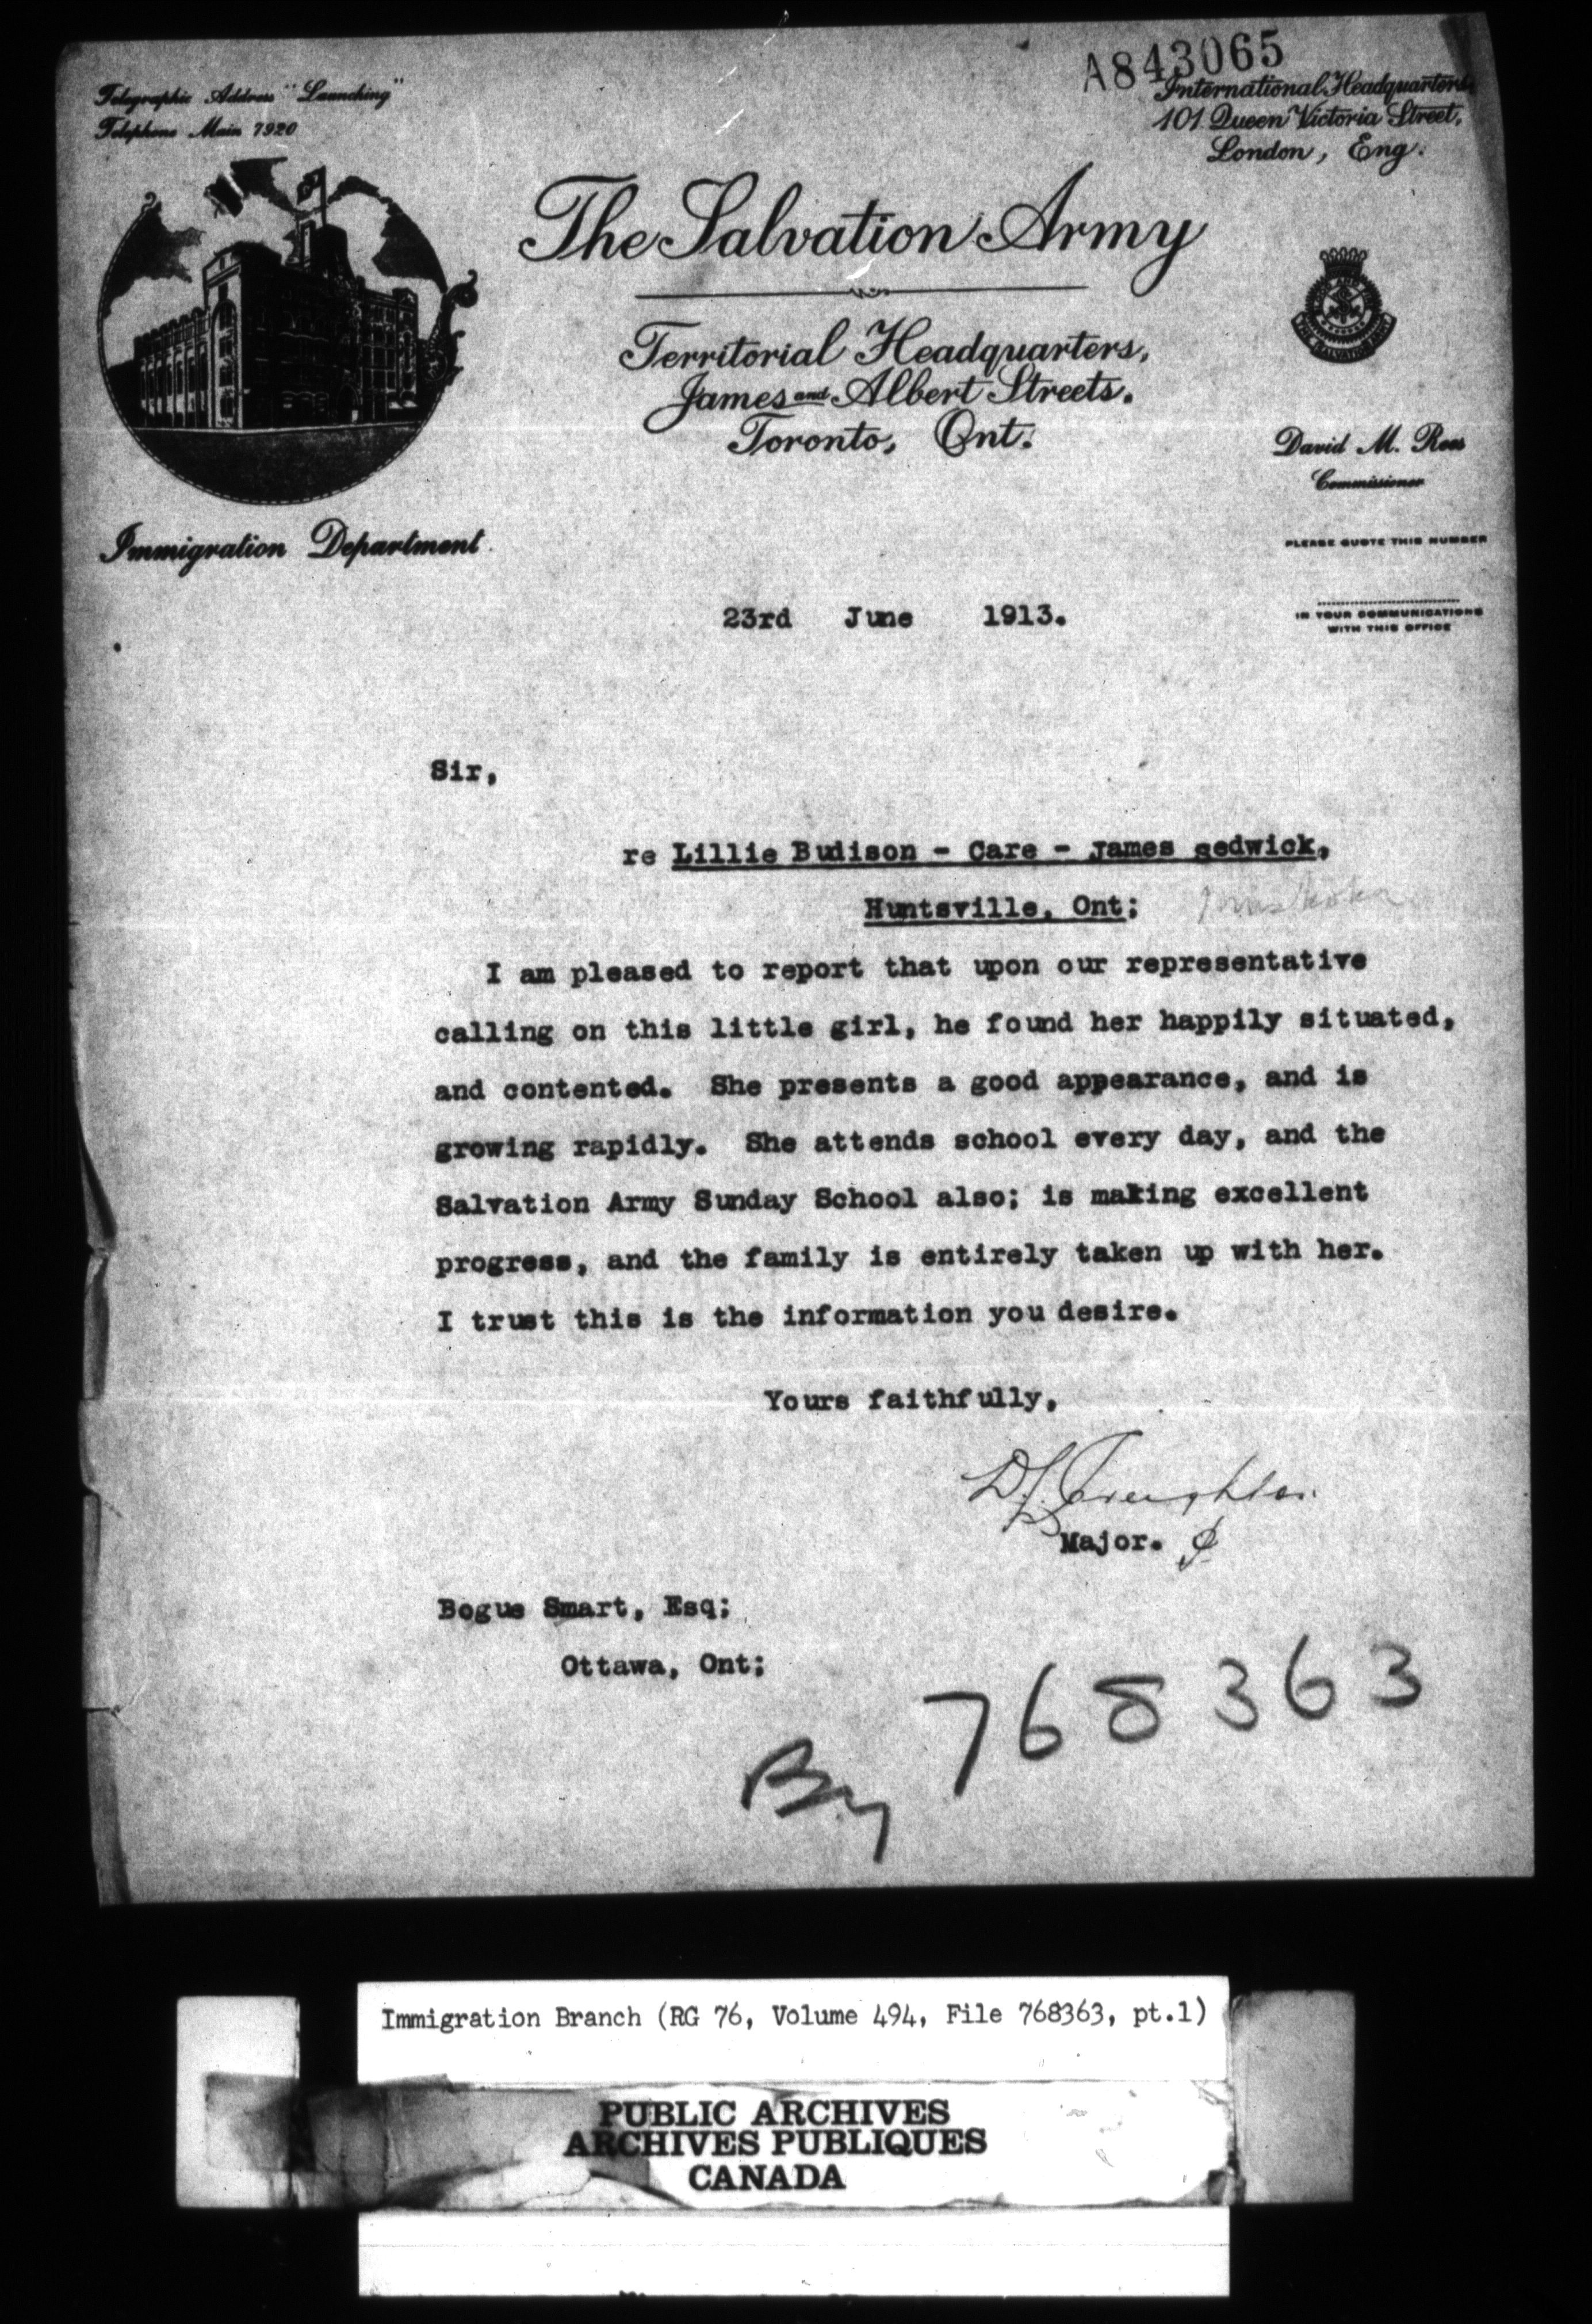 A843065
Telegraphic Address "Launching"
Telephone Main 7920
International Headquarters,
101 Queen Victoria Street,
London, Eng.
The Salvation Army
Territorial Headquarters,
James and Albert Streets.
Toronto, Ont.
David M. Rees
Commissioner
Immigration Department.
PLEASE QUOTE THIS NUMBER
IN YOUR COMMUNICATIONS
WITH THIS OFFICE
23rd June 1913.
Sir,
re Lillie Budison - Care - James Sedwick,
Huntsville, Ont; Muskoka
I am pleased to report that upon our representative
calling on this little girl, he found her happily situated,
and contented. She presents a good appearance, and is
growing rapidly. She attends school every day, and the
Salvation Army Sunday School also; is making excellent
progress, and the family is entirely taken up with her.
I trust this is the information you desire.
Yours faithfully,
Creighton
Major.
Bogue Smart, Esq;
Ottawa, Ont;
768363
By
Immigration Branch (RG 76, Volume 494, File 768363, pt.1)
PUBLIC ARCHIVES
ARCHIVES PUBLIQUES
CANADA